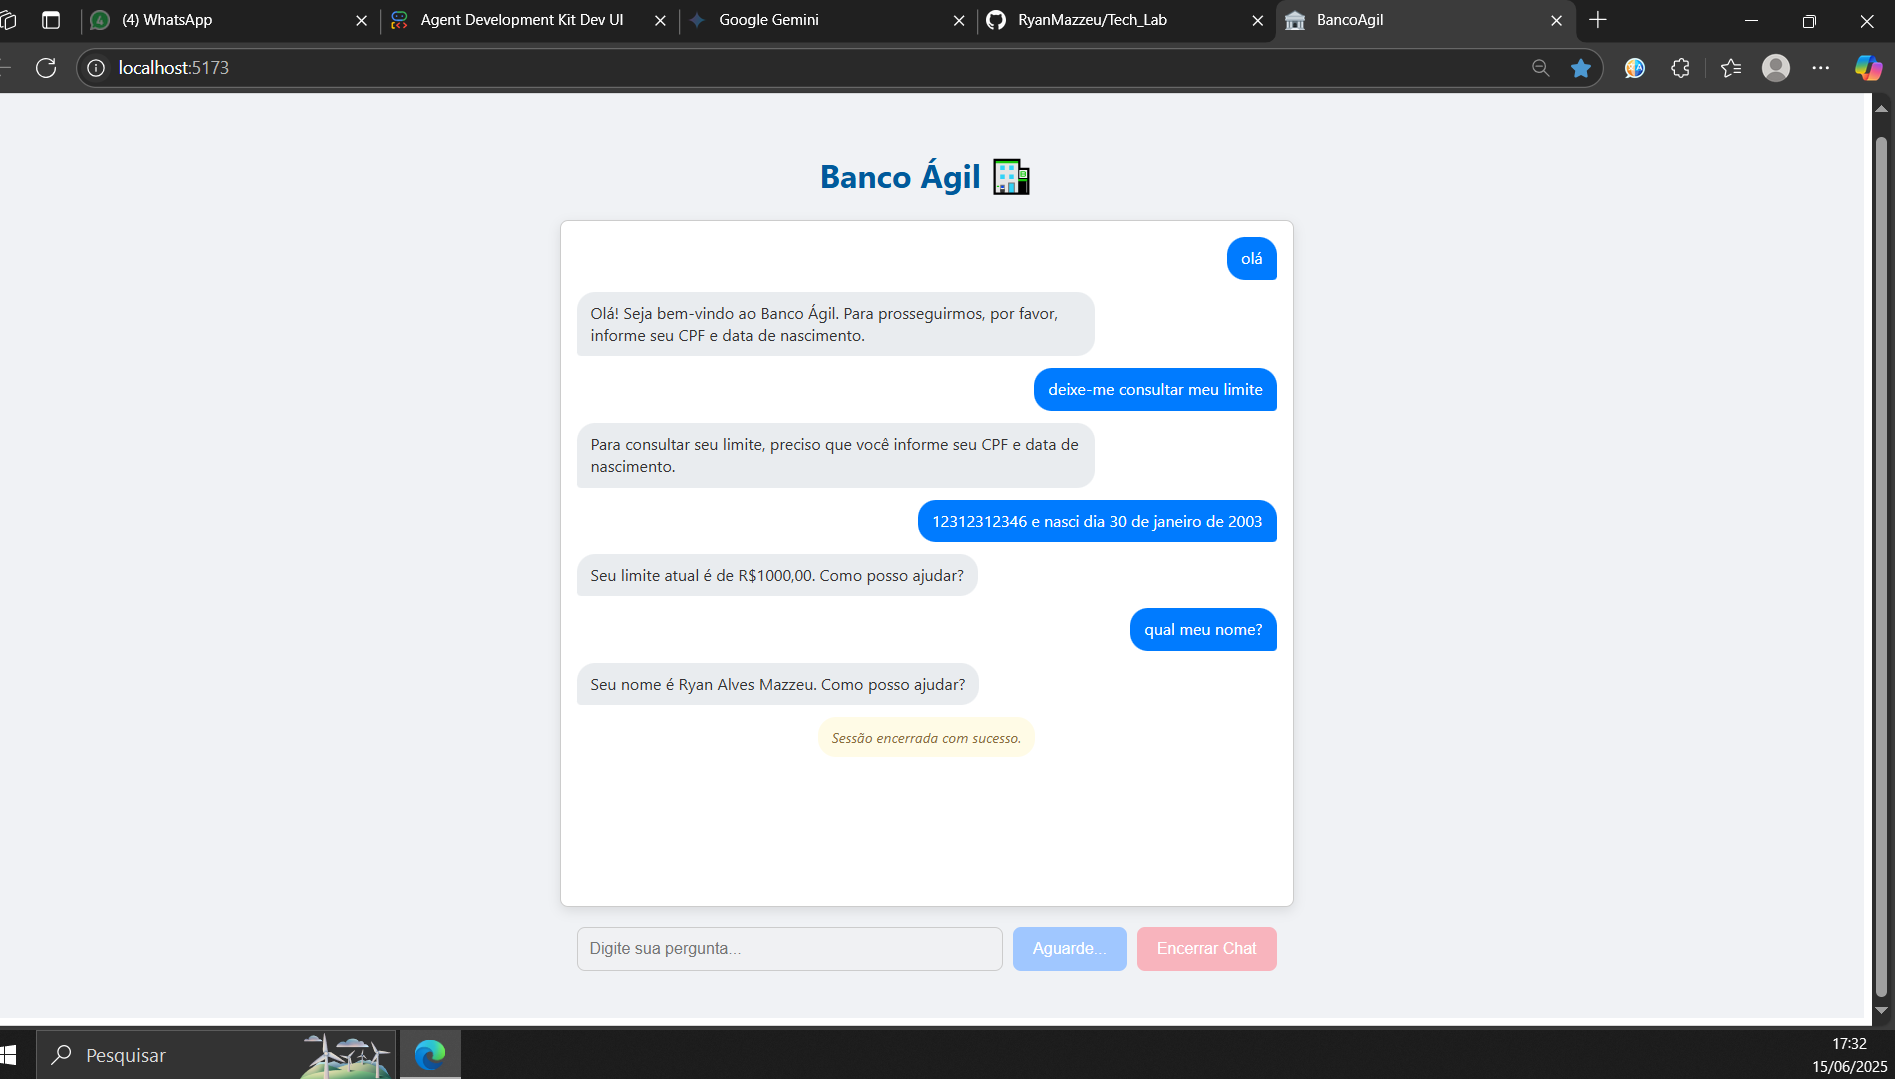 (4) WhatsApp
Agent Development Kit Dev UI
Google Gemini
RyanMazzeu/Tech_Lab
BancoAgil
localhost:5173
Banco Ágil
olá
Olá! Seja bem-vindo ao Banco Ágil. Para prosseguirmos, por favor,
informe seu CPF e data de nascimento.
deixe-me consultar meu limite
Para consultar seu limite, preciso que você informe seu CPF e data de
nascimento.
12312312346 e nasci dia 30 de janeiro de 2003
Seu limite atual é de R$1000,00. Como posso ajudar?
qual meu nome?
Seu nome é Ryan Alves Mazzeu. Como posso ajudar?
Sessão encerrada com sucesso.
Digite sua pergunta...
Aguarde...
Encerrar Chat
Pesquisar
17:32
15/06/2025